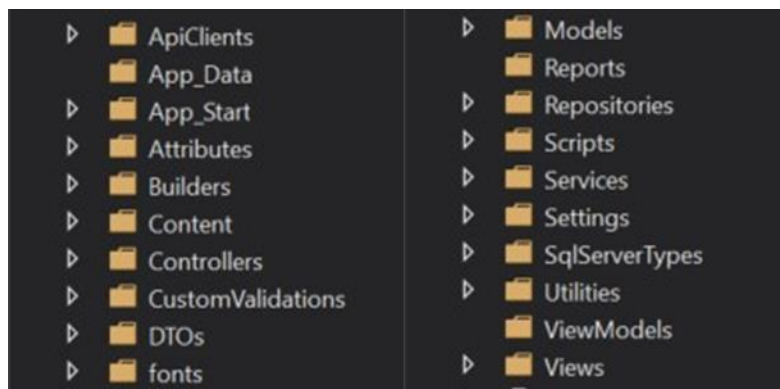 ApiClients
App_Data
App_Start
Attributes
Builders
Content
Controllers
CustomValidations
DTOs
fonts
Models
Reports
Repositories
Scripts
Services
Settings
SqlServerTypes
Utilities
ViewModels
Views